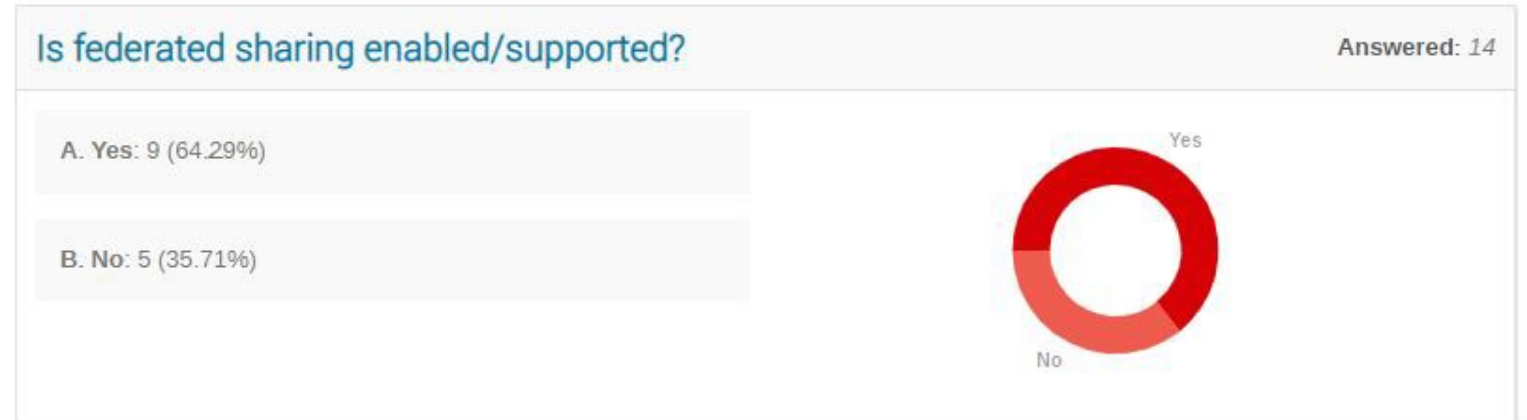 Is federated sharing enabled/supported?
Answered: 14
A. Yes: 9 (64.29%)
B. No: 5 (35.71%)
Yes
No